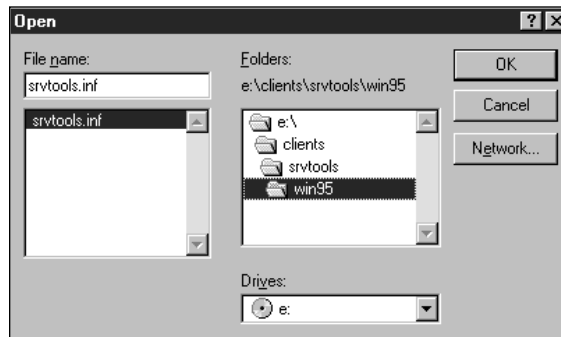 Open
File name:
srvtools.inf
srvtools.inf
Folders:
e:\clients\srvtools\win95
e:\
clients
srvtools
win95
Drives:
e:
OK
Cancel
Network...